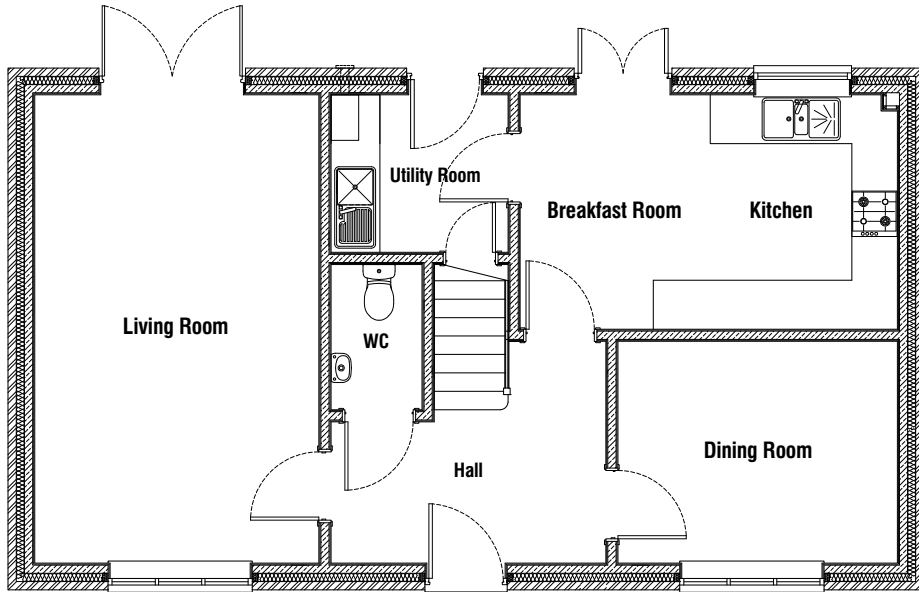 Utility Room
Breakfast Room
Kitchen
Living Room
WC
Dining Room
Hall